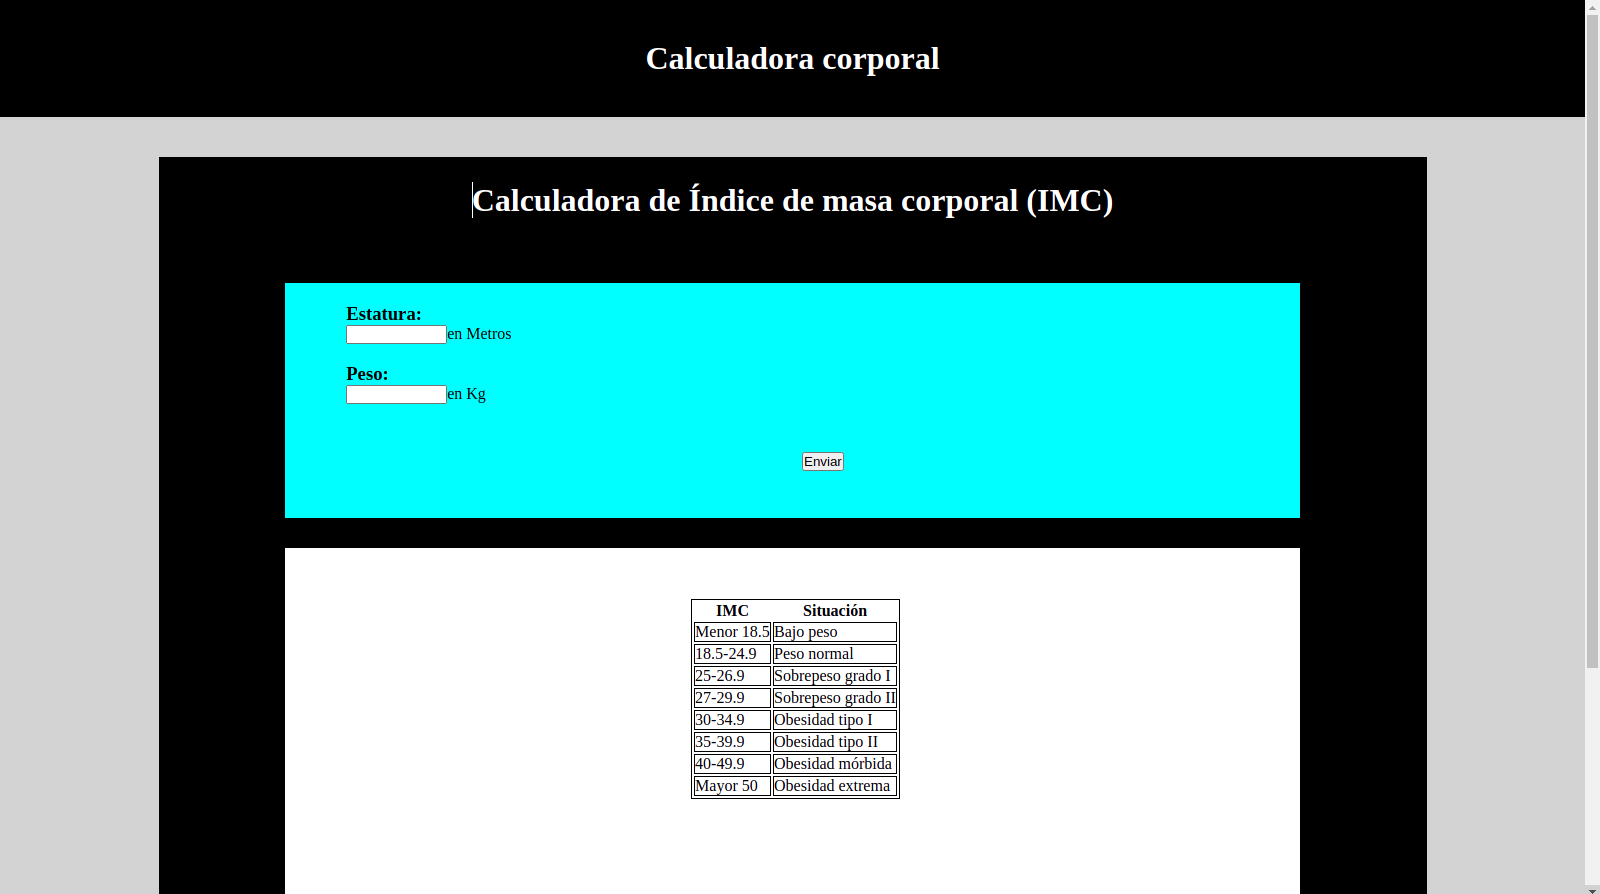 Calculadora corporal
Calculadora de Índice de masa corporal (IMC)
Estatura:
en Metros
Peso:
en Kg
Enviar
IMC Situación
Menor 18.5 Bajo peso
18.5-24.9 Peso normal
25-26.9 Sobrepeso grado I
27-29.9 Sobrepeso grado II
30-34.9 Obesidad tipo I
35-39.9 Obesidad tipo II
40-49.9 Obesidad mórbida
Mayor 50 Obesidad extrema